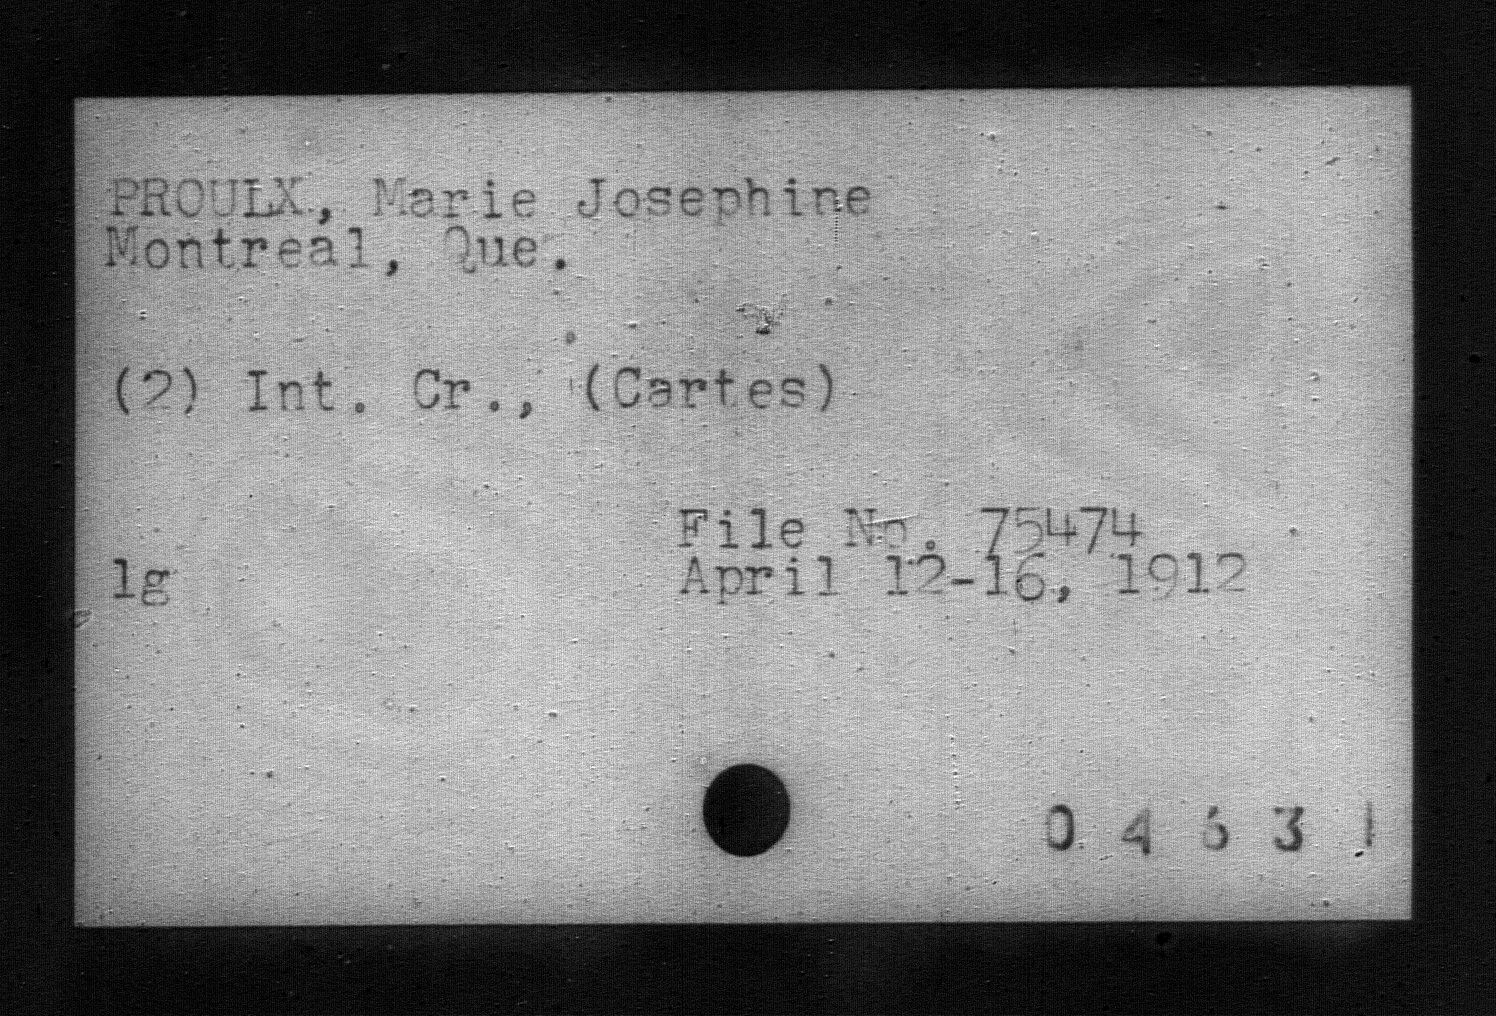 PROULX, Marie Josephine
Montreal, Que.
(2) Int. Cr., (Cartes)
File No. 75474
lg April 12-16, 1912
0 4 6 3 1